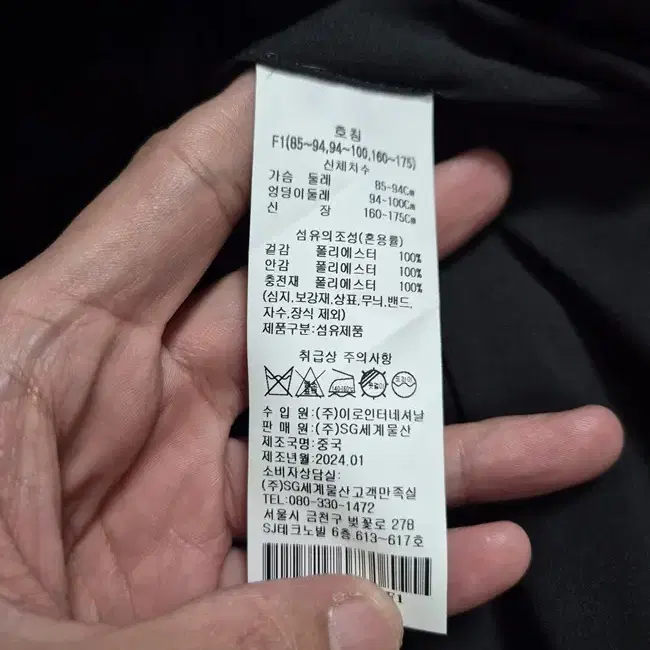 호칭
F1(85~94,94~100,160~175)
신체치수
가슴 둘레 85-94Cm
엉덩이둘레 94-100Cm
신 장 160-175Cm
섬유의조성(혼용률)
겉감 폴리에스터 100%
안감 폴리에스터 100%
충전재 폴리에스터 100%
(심지,보강재,상표,무늬,밴드,
자수,장식 제외)
제품구분:섬유제품
취급상 주의사항
수 입 원:(주)이로인터네셔날
판 매 원:(주)SG세계물산
제조국명:중국
제조년월:2024.01
소비자상담실:
(주)SG세계물산고객만족실
TEL:080-330-1472
서울시 금천구 벚꽃로 278
SJ테크노빌 6층.613~617호